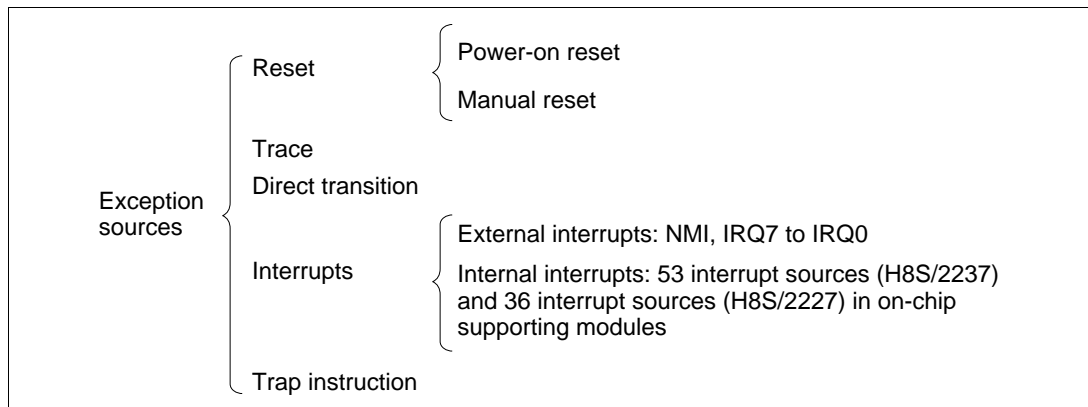 Exception
sources
Reset
Power-on reset
Manual reset
Trace
Direct transition
Interrupts
External interrupts: NMI, IRQ7 to IRQ0
Internal interrupts: 53 interrupt sources (H8S/2237)
and 36 interrupt sources (H8S/2227) in on-chip
supporting modules
Trap instruction